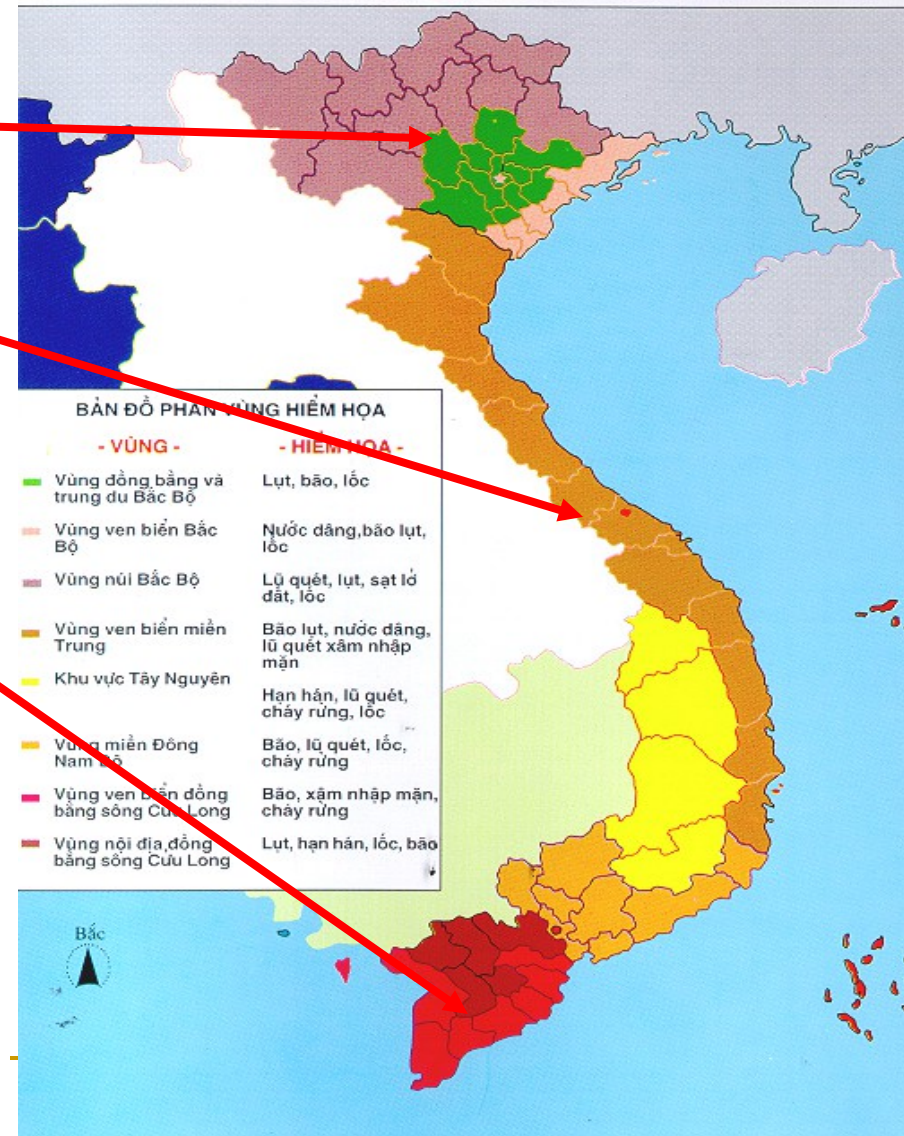 BẢN ĐỒ PHÂN VÙNG HIỂM HỌA
- VÙNG -
- HIỂM HỌA -
Vùng đồng bằng và
trung du Bắc Bộ
Lụt, bão, lốc
Vùng ven biển Bắc
Bộ
Nước dâng,bão lụt,
lốc
Vùng núi Bắc Bộ
Lũ quét, lụt, sạt lở
đất, lốc
Vùng ven biển miền
Trung
Bão lụt, nước dâng,
lũ quét xâm nhập
mặn
Khu vực Tây Nguyên
Hạn hán, lũ quét,
cháy rừng, lốc
Vùng miền Đông
Nam Bộ
Bão, lũ quét, lốc,
cháy rừng
Vùng ven biển đồng
bằng sông Cửu Long
Bão, xâm nhập mặn,
cháy rừng
Vùng nội địa,đồng
bằng sông Cửu Long
Lụt, hạn hán, lốc, bão
Bắc